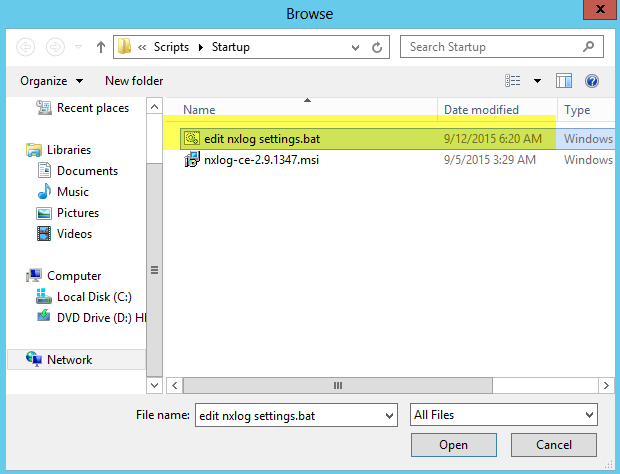 Browse
x
« Scripts Startup
Search Startup
Organize
New folder
Recent places
Libraries
Documents
Music
Pictures
Videos
Computer
Local Disk (C:)
DVD Drive (D:)
Network
Name Date modified Type
edit nxlog settings.bat 9/12/2015 6:20 AM Windows
nxlog-ce-2.9.1347.msi 9/5/2015 3:29 AM Windows
File name: edit nxlog settings.bat All Files
Open Cancel